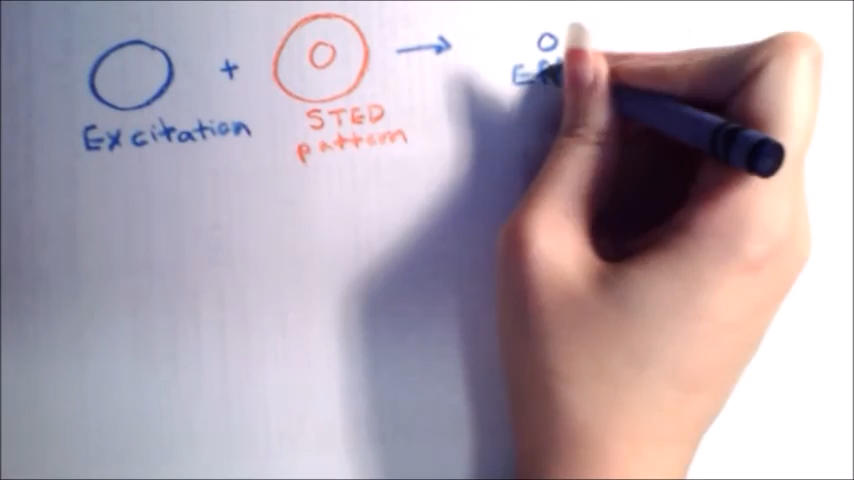 Excitation + STED →
pattern